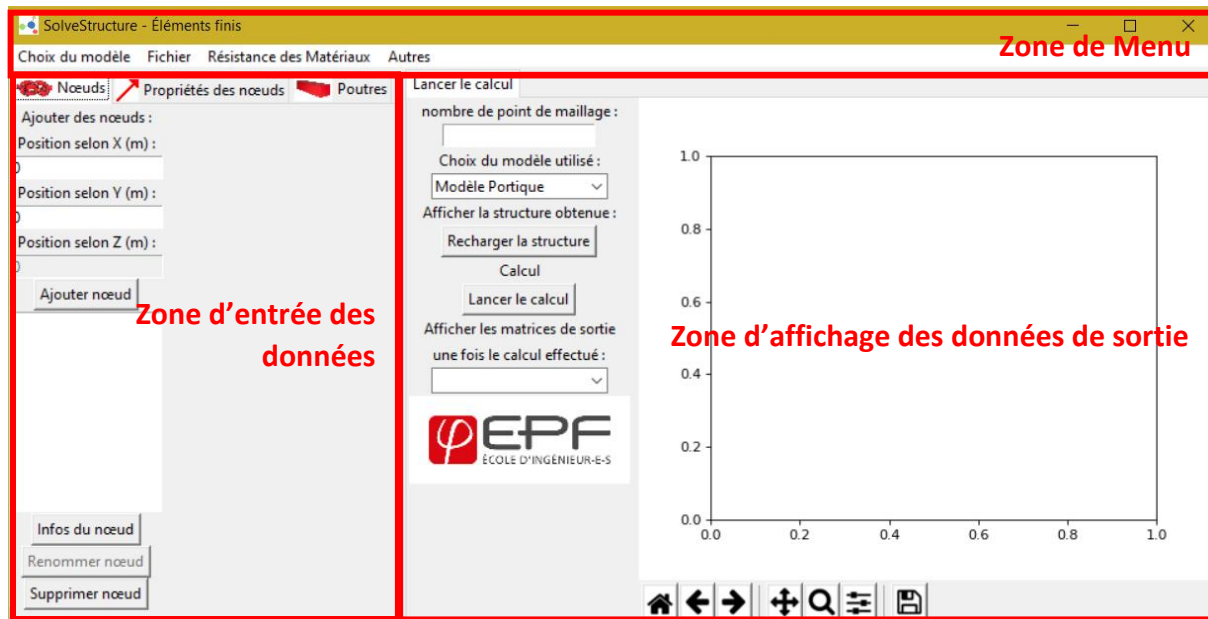 SolveStructure - Éléments finis
Zone de Menu
Choix du modèle Fichier Résistance des Matériaux Autres
Nœuds Propriétés des nœuds Poutres
Ajouter des nœuds :
Position selon X (m) :
0
Position selon Y (m) :
0
Position selon Z (m) :
0
Ajouter nœud
Zone d'entrée des
données
Infos du nœud
Renommer nœud
Supprimer nœud
Lancer le calcul
nombre de point de maillage :
Choix du modèle utilisé :
Modèle Portique
Afficher la structure obtenue :
Recharger la structure
Calcul
Lancer le calcul
Afficher les matrices de sortie
une fois le calcul effectué :
EPF
ÉCOLE D'INGÉNIEUR-E-S
Zone d'affichage des données de sortie
1.0
0.8
0.6
0.4
0.2
0.0
0.0 0.2 0.4 0.6 0.8 1.0